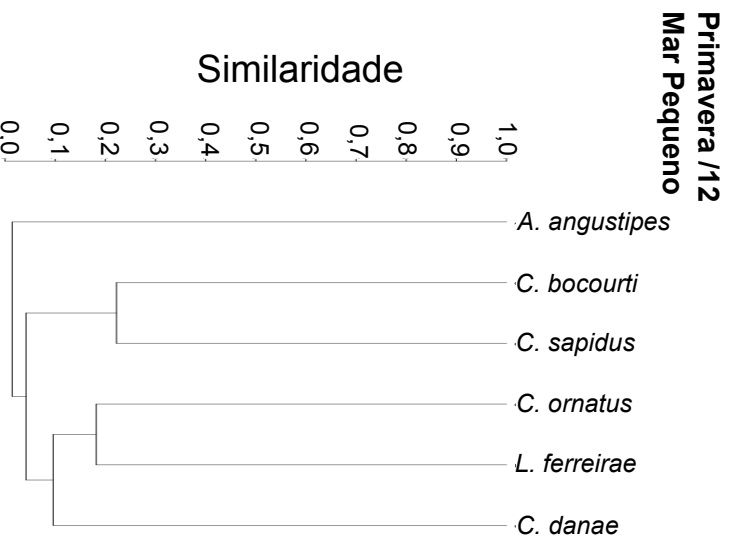 Primavera /12
Mar Pequeno
Similaridade
0,0
0,1
0,2
0,3
0,4
0,5
0,6
0,7
0,8
0,9
1,0
A. angustipes
C. bocourti
C. sapidus
C. ornatus
L. ferreirae
C. danae